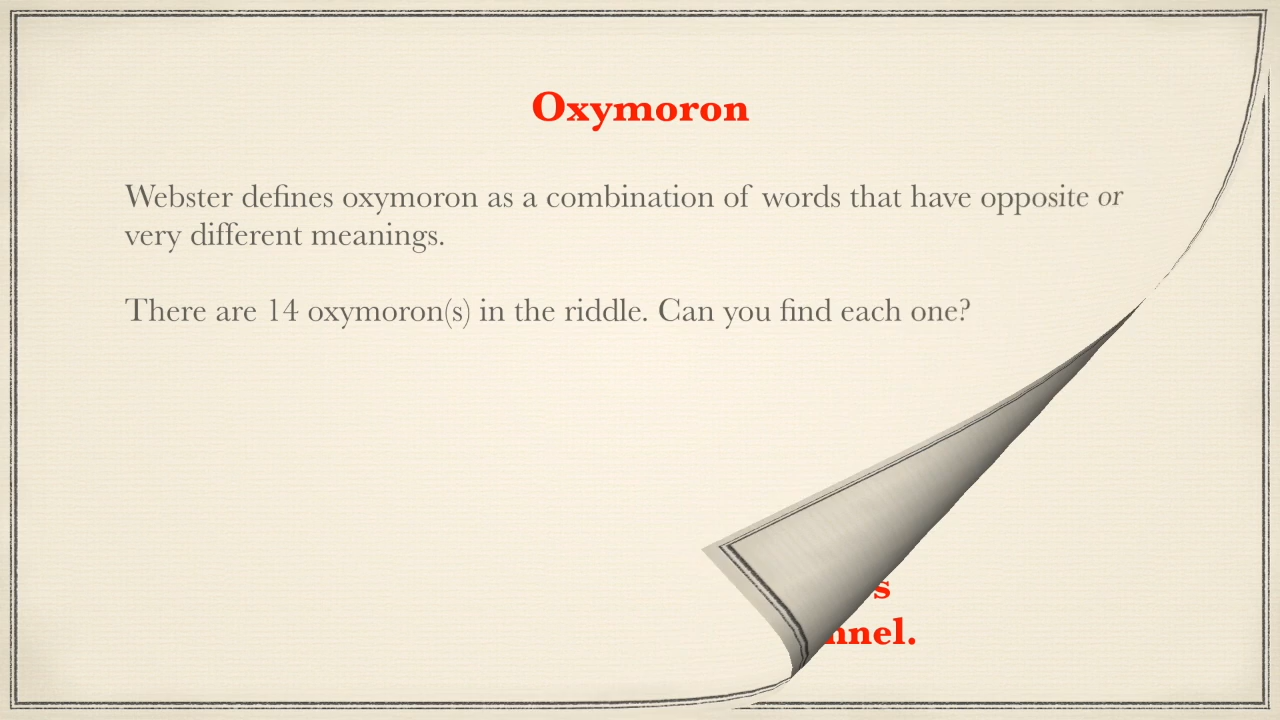 Oxymoron
Webster defines oxymoron as a combination of words that have opposite or
very different meanings.
There are 14 oxymoron(s) in the riddle. Can you find each one?